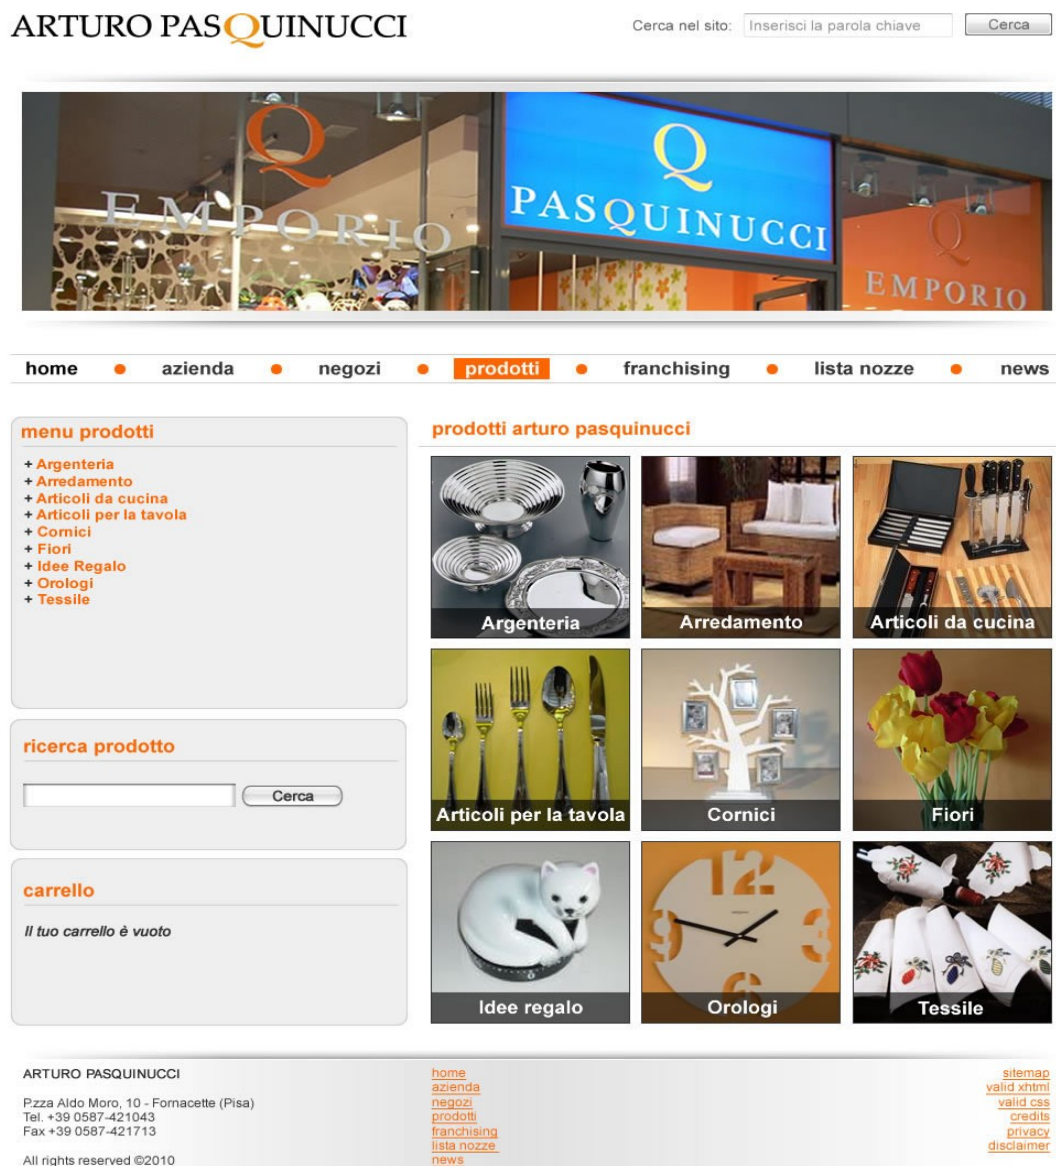 ARTURO PASQUINUCCI
Cerca nel sito: Inserisci la parola chiave Cerca
EMPORIO
PASQUINUCCI
EMPORIO
home azienda negozi prodotti franchising lista nozze news
menu prodotti
+ Argenteria
+ Arredamento
+ Articoli da cucina
+ Articoli per la tavola
+ Cornici
+ Fiori
+ Idee Regalo
+ Orologi
+ Tessile
ricerca prodotto
Cerca
carrello
Il tuo carrello è vuoto
prodotti arturo pasquinucci
Argenteria
Arredamento
Articoli da cucina
Articoli per la tavola
Cornici
Fiori
Idee regalo
12
9 3
6
Orologi
Tessile
ARTURO PASQUINUCCI
P.zza Aldo Moro, 10 - Fornacette (Pisa)
Tel. +39 0587-421043
Fax +39 0587-421713
All rights reserved ©2010
home
azienda
negozi
prodotti
franchising
lista nozze
news
sitemap
valid xhtml
valid css
credits
privacy
disclaimer